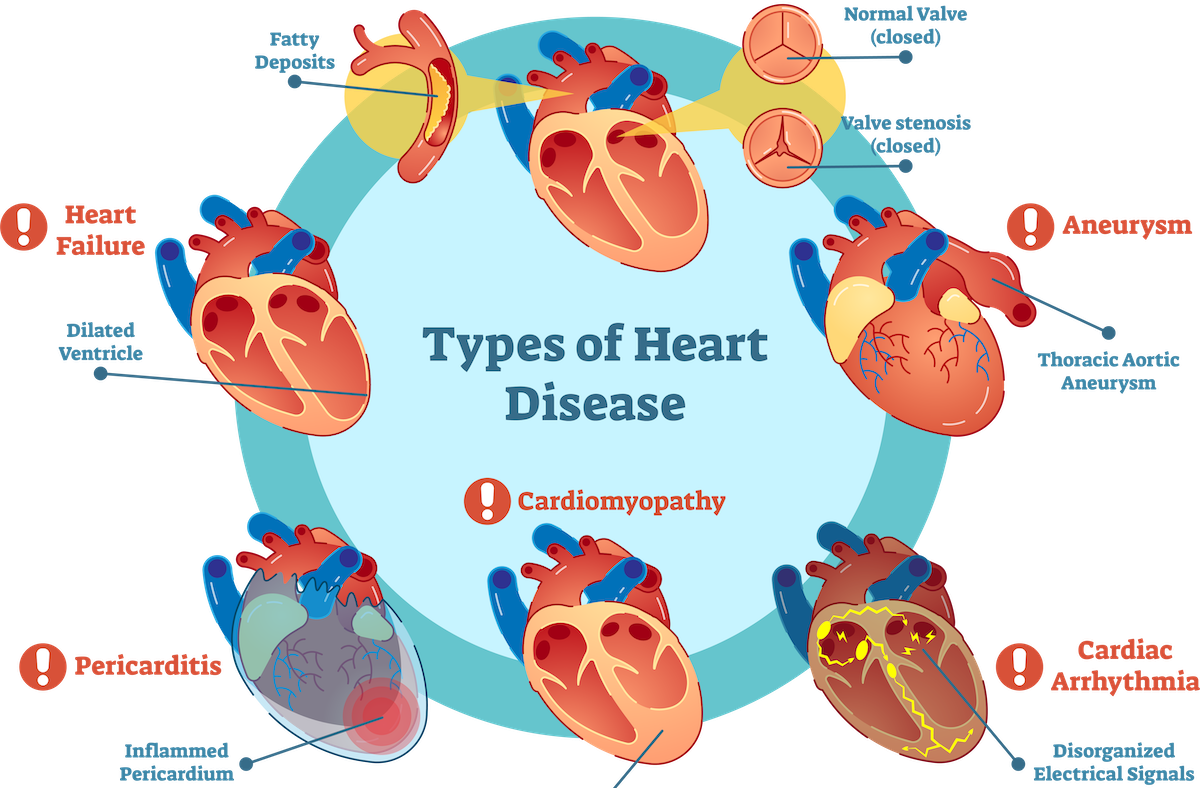 Normal Valve
(closed)
Fatty
Deposits
Valve stenosis
(closed)
Heart
Failure
Aneurysm
Dilated
Ventricle
Types of Heart
Disease
Thoracic Aortic
Aneurysm
Cardiomyopathy
Pericarditis
Cardiac
Arrhythmia
Inflammed
Pericardium
Disorganized
Electrical Signals